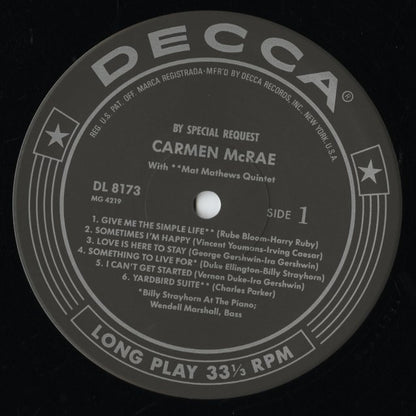 DECCA®
REG. U.S. PAT. OFF. MARCA REGISTRADA•MFR'D BY DECCA RECORDS, INC., NEW YORK, U.S.A.
BY SPECIAL REQUEST
CARMEN McRAE
With **Mat Mathews Quintet
DL 8173
MG 4219
SIDE 1
1. GIVE ME THE SIMPLE LIFE** (Rube Bloom-Harry Ruby)
2. SOMETIMES I'M HAPPY (Vincent Youmans-Irving Caesar)
3. LOVE IS HERE TO STAY (George Gershwin-Ira Gershwin)
4. SOMETHING TO LIVE FOR* (Duke Ellington-Billy Strayhorn)
5. I CAN'T GET STARTED (Vernon Duke-Ira Gershwin)
6. YARDBIRD SUITE** (Charles Parker)
*Billy Strayhorn At The Piano;
Wendell Marshall, Bass
LONG PLAY 33⅓ RPM